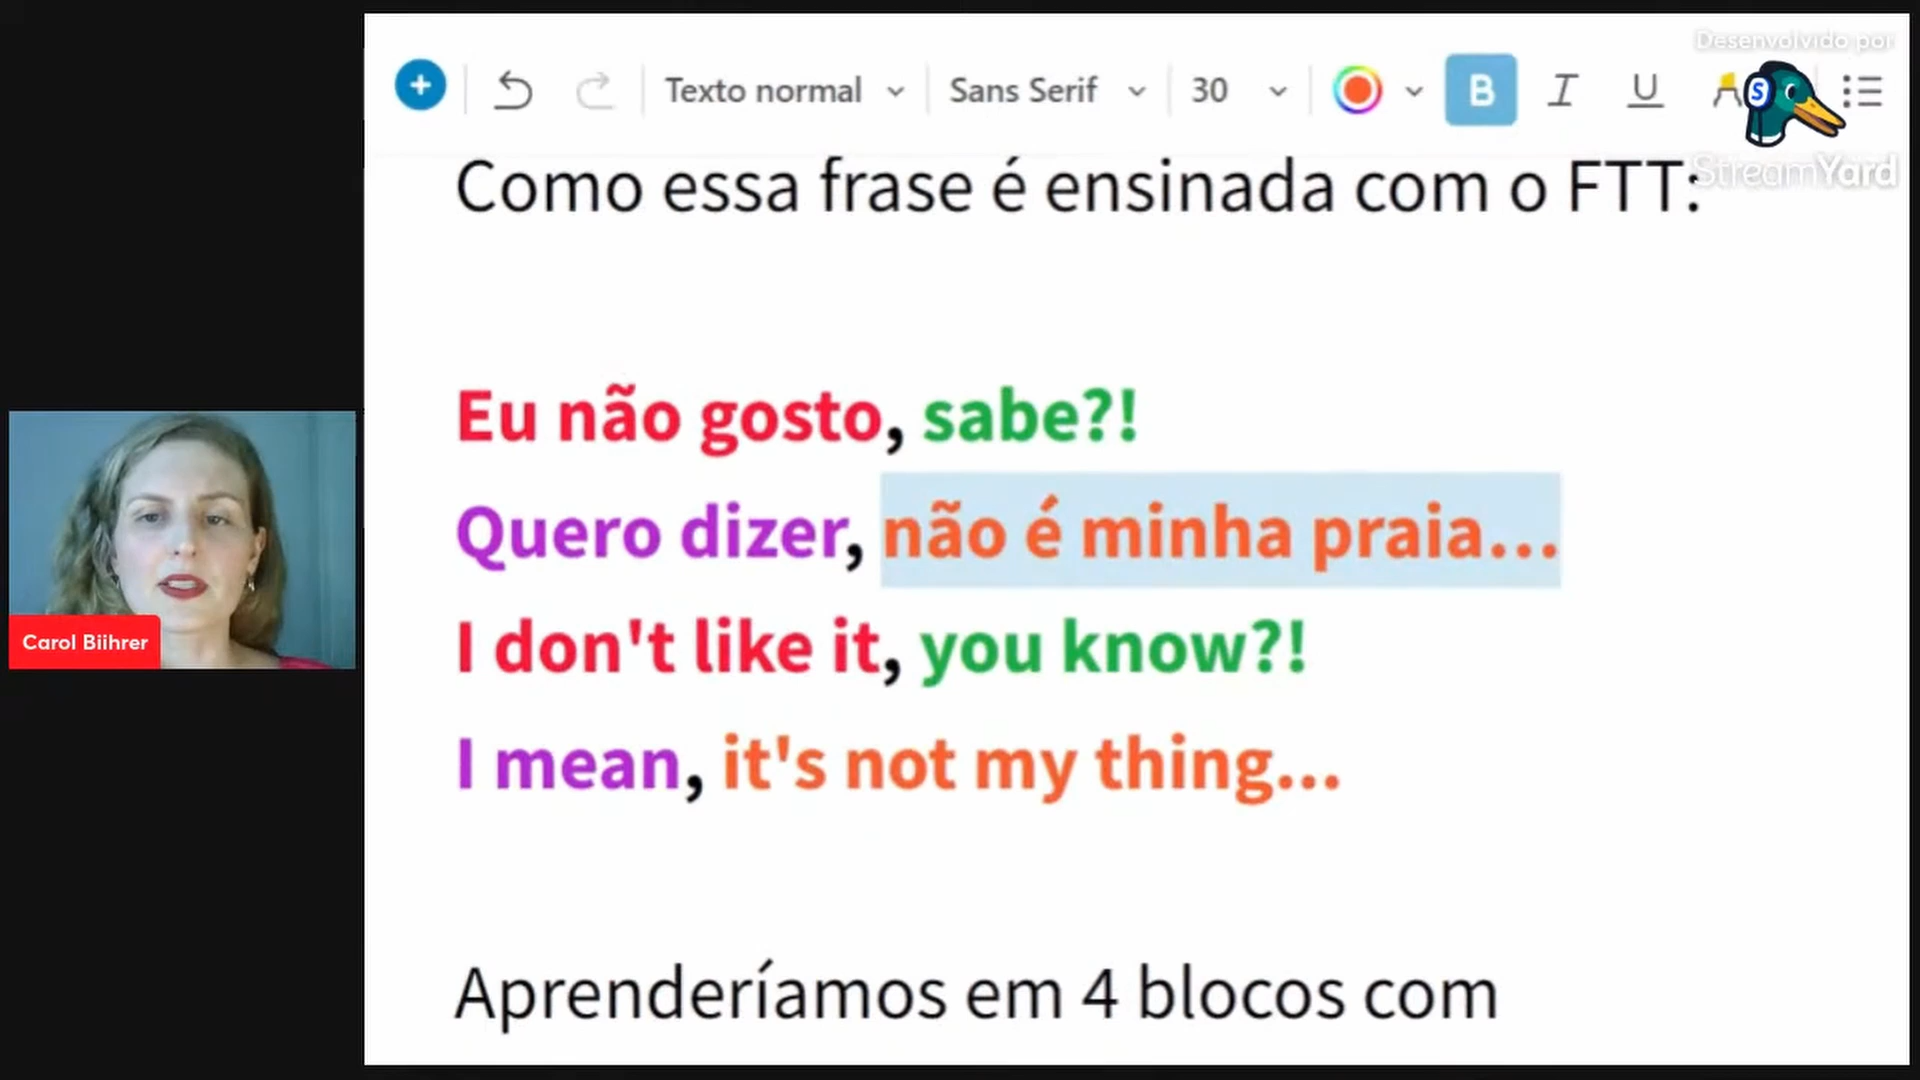 Desenvolvido por
Texto normal
Sans Serif
30
B
I
U
S
StreamYard
Como essa frase é ensinada com o FTT:
Eu não gosto, sabe?!
Quero dizer, não é minha praia...
I don't like it, you know?!
I mean, it's not my thing...
Carol Biihrer
Aprenderíamos em 4 blocos com